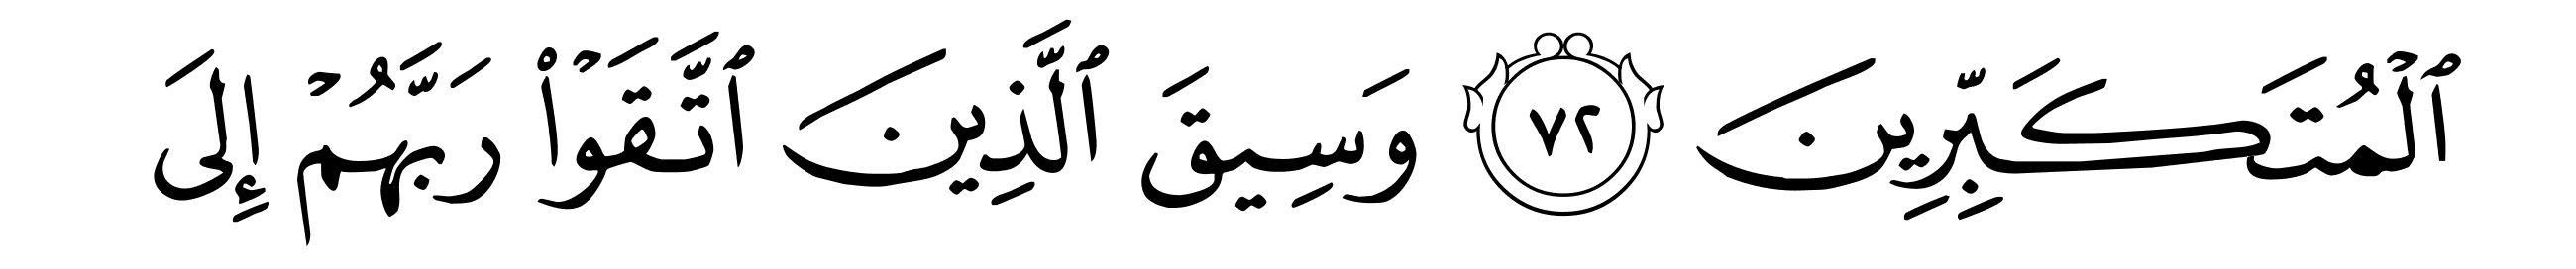 ٱلۡمُتَكَبِّرِينَ ٧٢ وَسِيقَ ٱلَّذِينَ ٱتَّقَوۡاْ رَبَّهُمۡ إِلَى